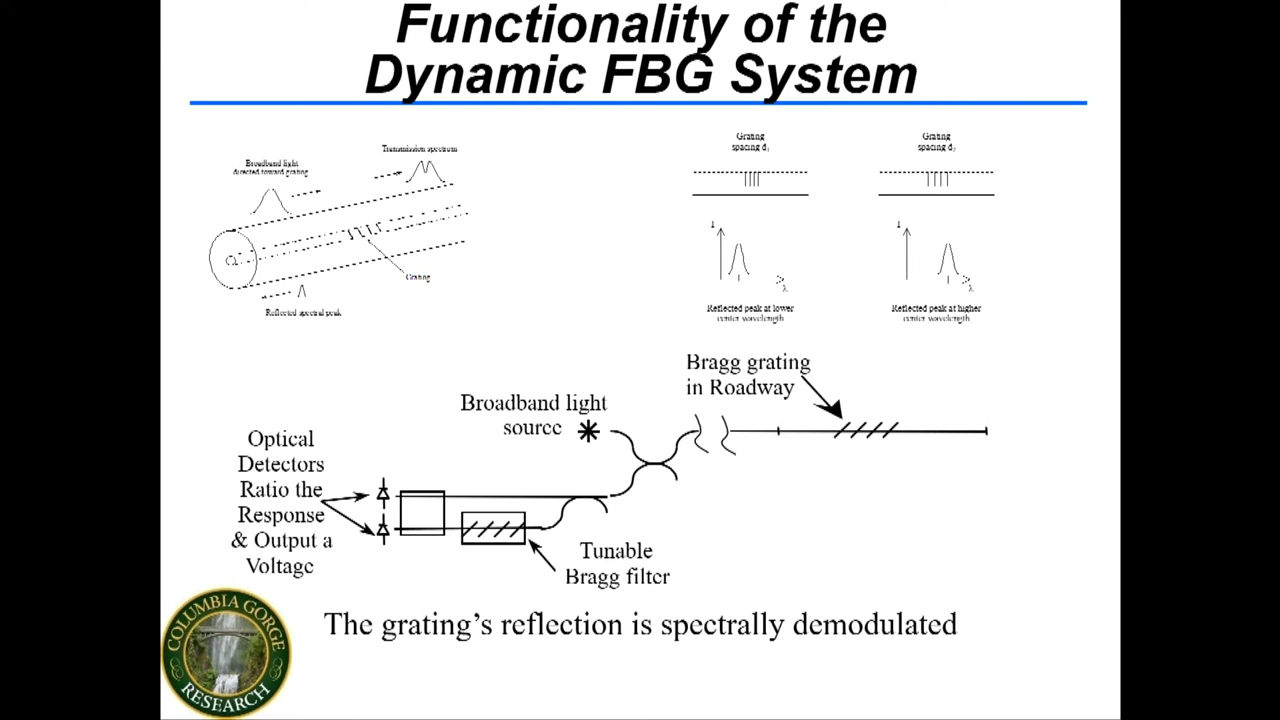 Functionality of the
Dynamic FBG System
Broadband light
directed toward grating
Transmission spectrum
Grating
Reflected spectral peak
Grating
spacing d₁
Grating
spacing d₂
I
λ
I
λ
Reflected peak at lower
center wavelength
Reflected peak at higher
center wavelength
Bragg grating
in Roadway
Broadband light
source
Optical
Detectors
Ratio the
Response
& Output a
Voltage
Tunable
Bragg filter
The grating’s reflection is spectrally demodulated
COLUMBIA GORGE
RESEARCH